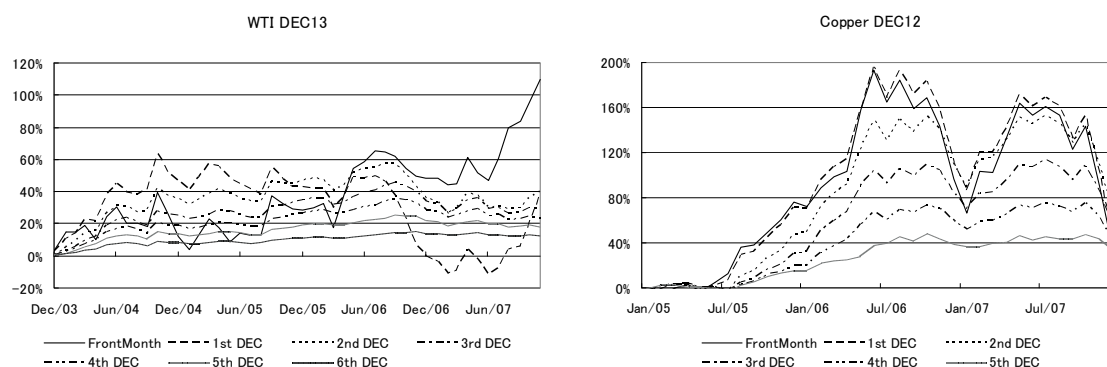 WTI DEC13
120%
100%
80%
60%
40%
20%
0%
-20%
Dec/03 Jun/04 Dec/04 Jun/05 Dec/05 Jun/06 Dec/06 Jun/07
FrontMonth 1st DEC 2nd DEC 3rd DEC
4th DEC 5th DEC 6th DEC
Copper DEC12
200%
160%
120%
80%
40%
0%
Jan/05 Jul/05 Jan/06 Jul/06 Jan/07 Jul/07
FrontMonth 1st DEC 2nd DEC
3rd DEC 4th DEC 5th DEC